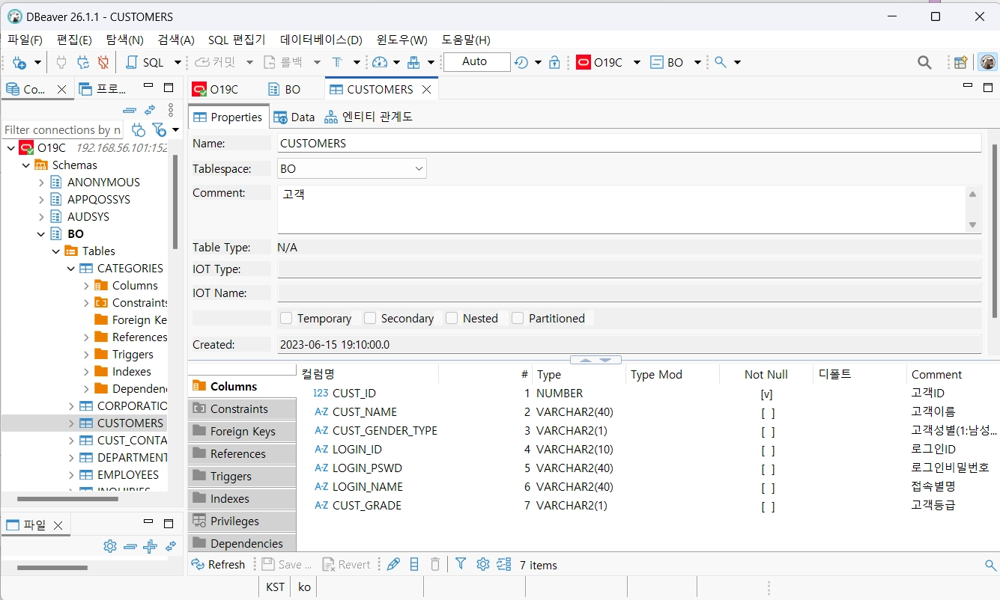 DBeaver 26.1.1 - CUSTOMERS
파일(F) 편집(E) 탐색(N) 검색(A) SQL 편집기 데이터베이스(D) 윈도우(W) 도움말(H)
SQL 커밋 롤백 T Auto O19C BO
Co... 프로... O19C BO CUSTOMERS
Properties Data 엔티티 관계도
Filter connections by n
O19C 192.168.56.101:152
Schemas
ANONYMOUS
APPQOSSYS
AUDSYS
BO
Tables
CATEGORIES
Columns
Constraints
Foreign Ke
References
Triggers
Indexes
Dependen
CORPORATIO
CUSTOMERS
CUST_CONTA
DEPARTMENT
EMPLOYEES
INQUIRIES
파일
Name: CUSTOMERS
Tablespace: BO
Comment: 고객
Table Type: N/A
IOT Type:
IOT Name:
Temporary Secondary Nested Partitioned
Created: 2023-06-15 19:10:00.0
Columns
Constraints
Foreign Keys
References
Triggers
Indexes
Privileges
Dependencies
컬럼명 # Type Type Mod Not Null 디폴트 Comment
123 CUST_ID 1 NUMBER [v] 고객ID
A-Z CUST_NAME 2 VARCHAR2(40) [ ] 고객이름
A-Z CUST_GENDER_TYPE 3 VARCHAR2(1) [ ] 고객성별(1:남성...
A-Z LOGIN_ID 4 VARCHAR2(10) [ ] 로그인ID
A-Z LOGIN_PSWD 5 VARCHAR2(40) [ ] 로그인비밀번호
A-Z LOGIN_NAME 6 VARCHAR2(40) [ ] 접속별명
A-Z CUST_GRADE 7 VARCHAR2(1) [ ] 고객등급
Refresh Save ... Revert 7 items
KST ko